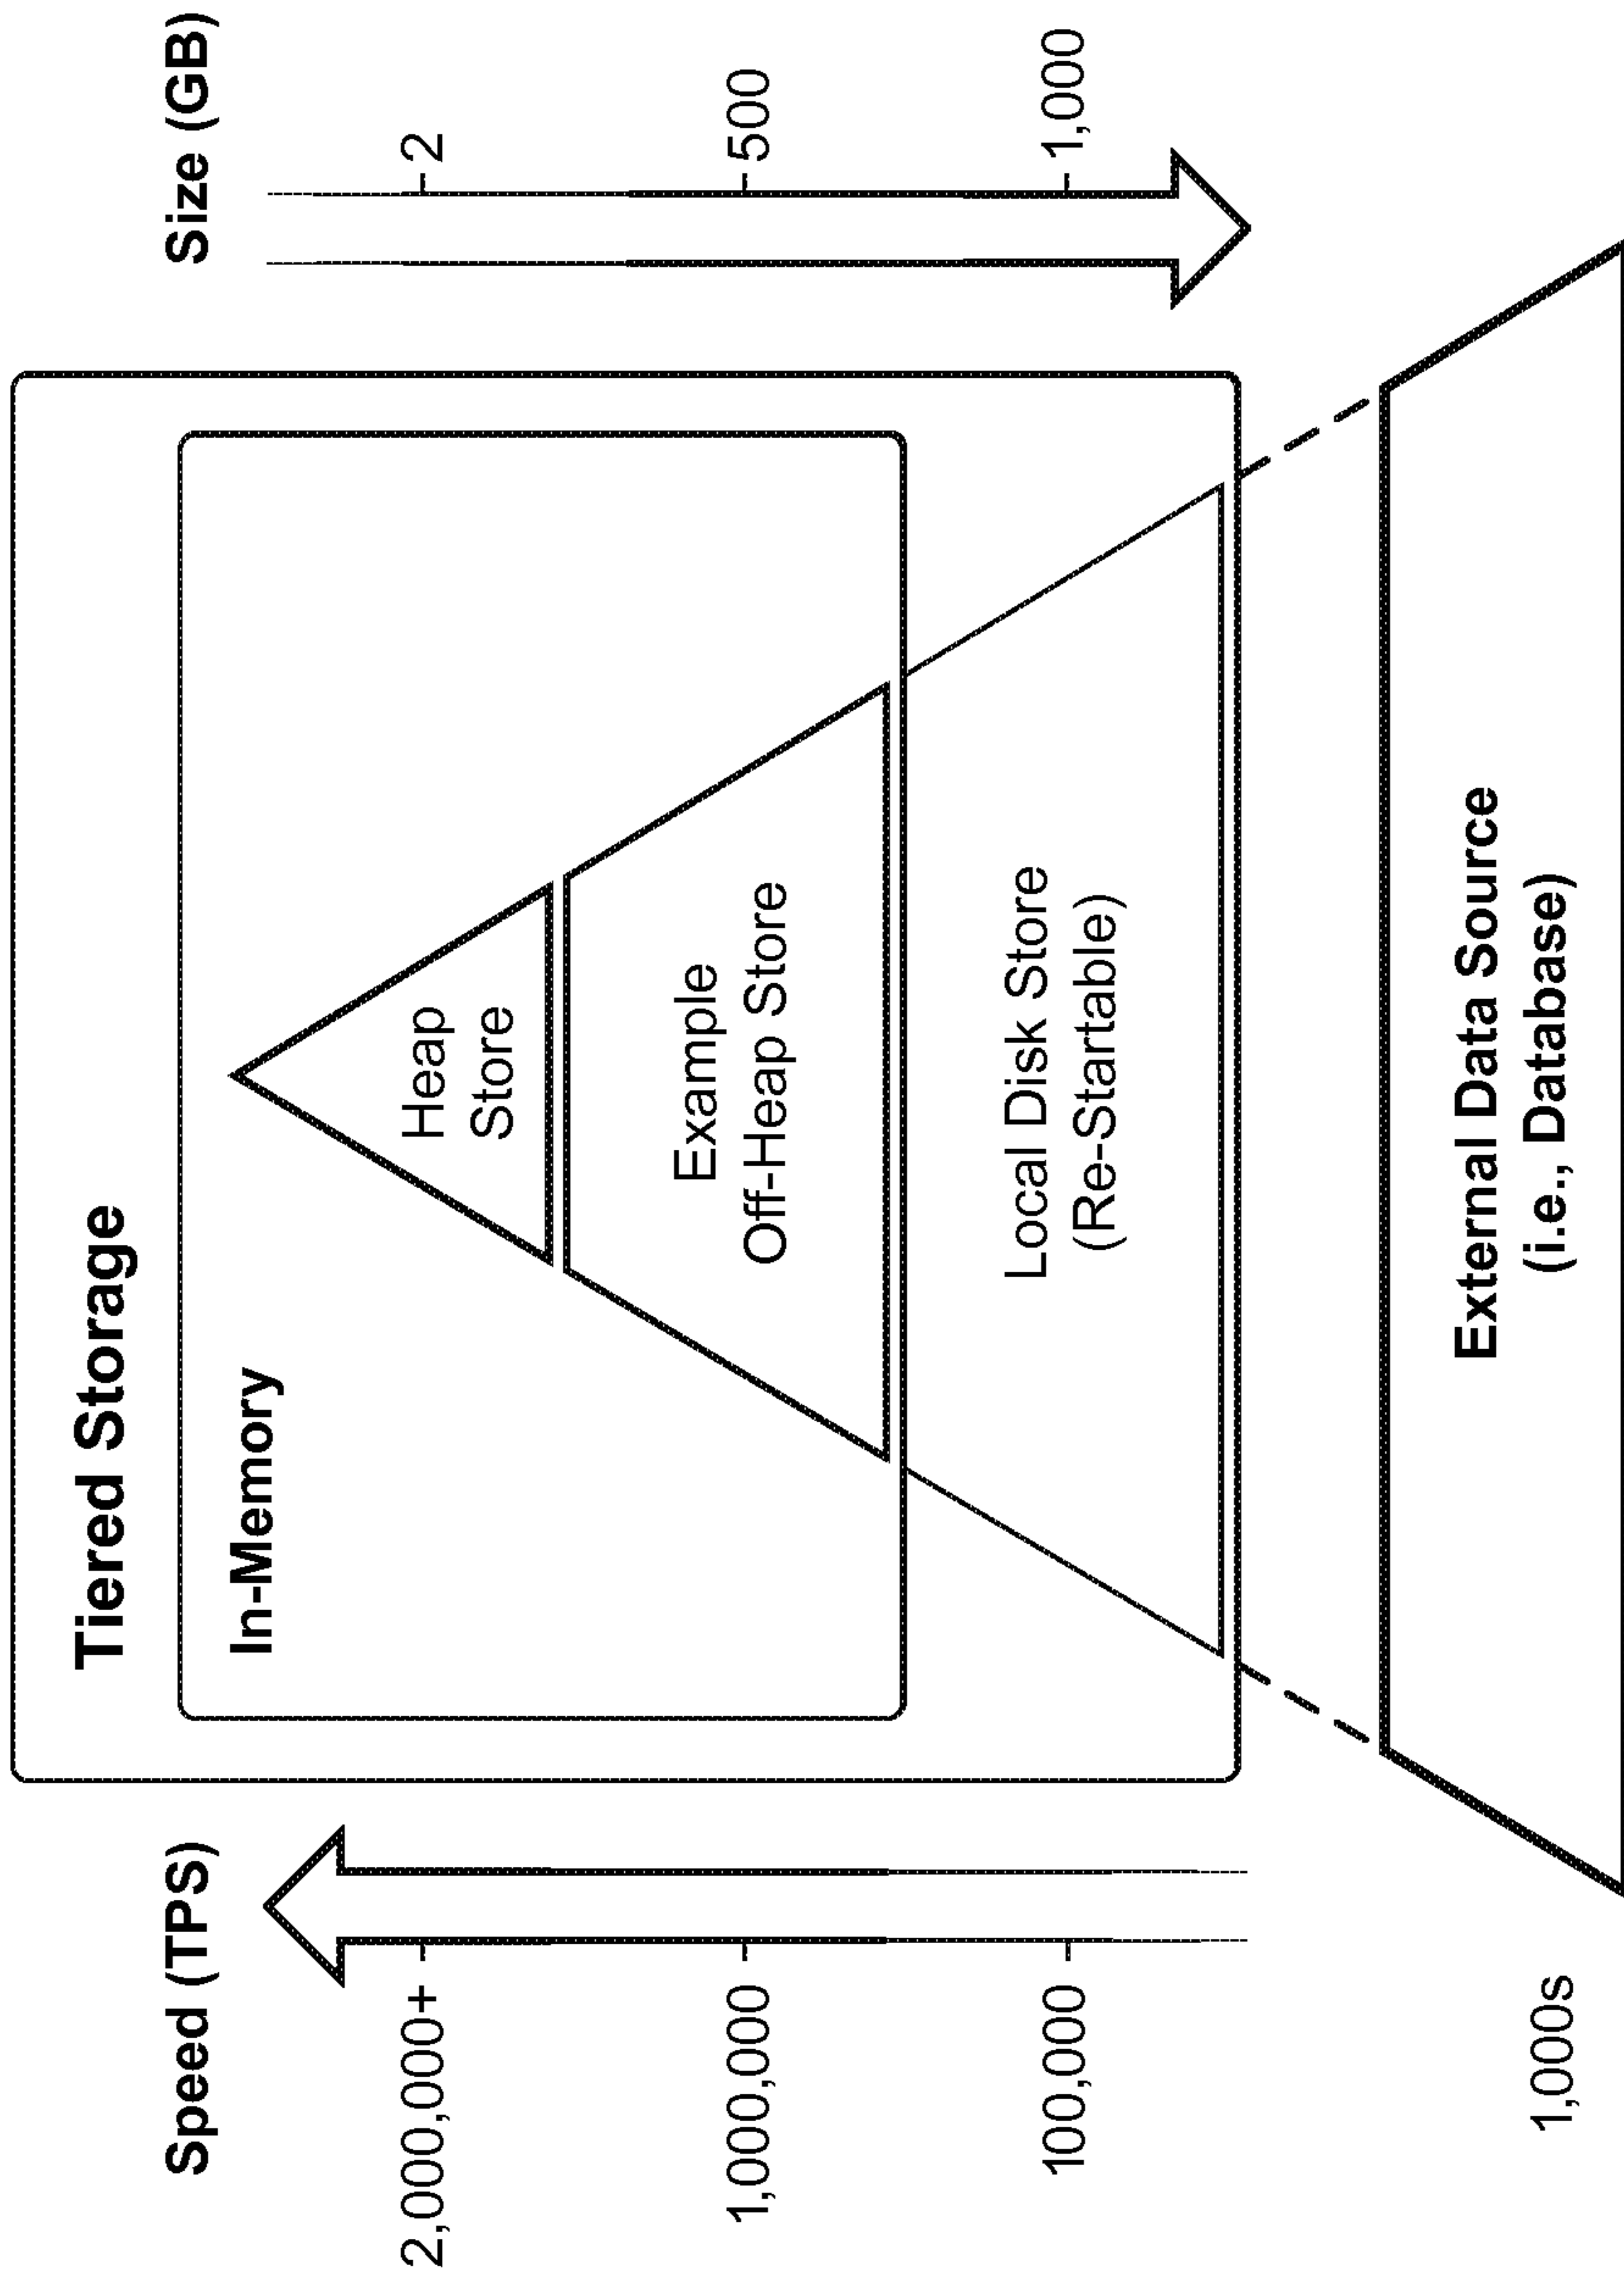 Tiered Storage
Speed (TPS)
Size (GB)
In-Memory
2,000,000+
Heap
Store
2
1,000,000
Example
Off-Heap Store
500
100,000
Local Disk Store
(Re-Startable)
1,000
External Data Source
(i.e., Database)
1,000s